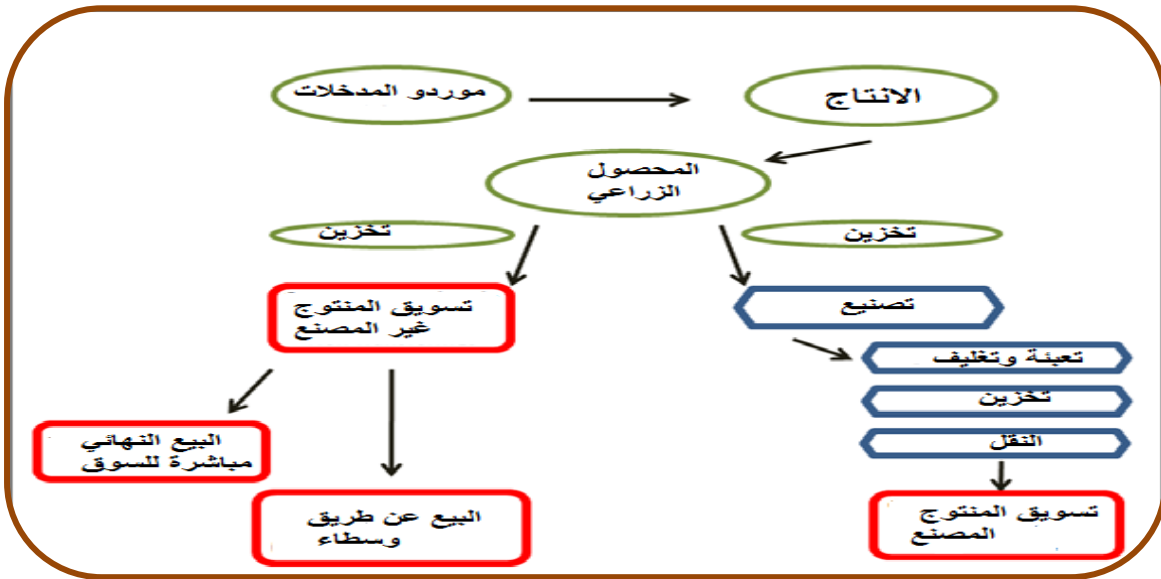 موردو المدخلات
الانتاج
المحصول
الزراعي
تخزين
تخزين
تسويق المنتوج
غير المصنع
تصنيع
تعبئة وتغليف
تخزين
النقل
البيع النهائي
مباشرة للسوق
البيع عن طريق
وسطاء
تسويق المنتوج
المصنع